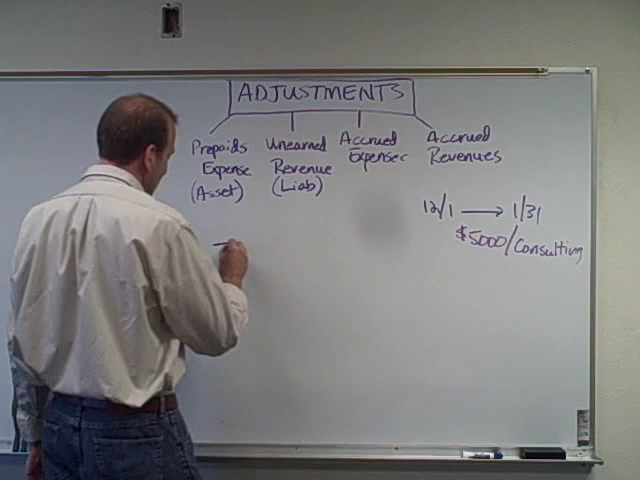 ADJUSTMENTS
Prepaids
Expense
(Asset)
Unearned
Revenue
(Liab)
Accrued
Expenses
Accrued
Revenues
12/1 → 1/31
$5000/Consulting